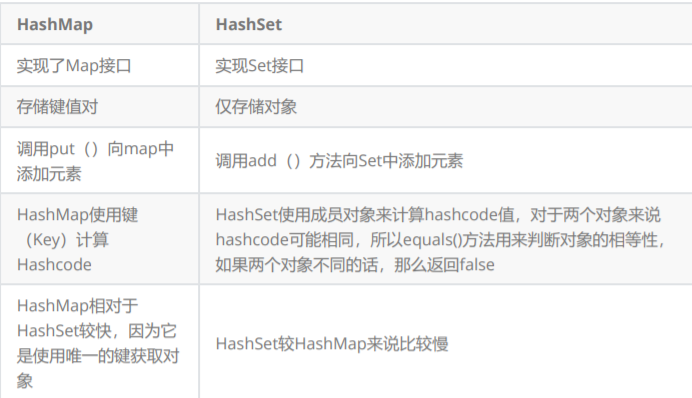 HashMap
HashSet
实现了Map接口
实现Set接口
存储键值对
仅存储对象
调用put（）向map中
添加元素
调用add（）方法向Set中添加元素
HashMap使用键
（Key）计算
Hashcode
HashSet使用成员对象来计算hashcode值，对于两个对象来说
hashcode可能相同，所以equals()方法用来判断对象的相等性，
如果两个对象不同的话，那么返回false
HashMap相对于
HashSet较快，因为它
是使用唯一的键获取对
象
HashSet较HashMap来说比较慢